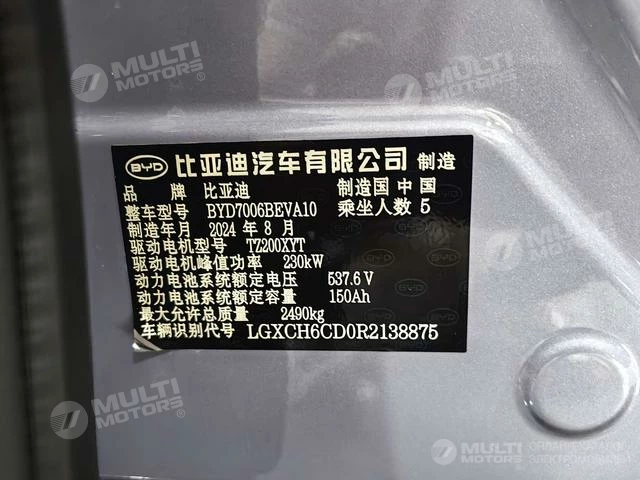 MULTI MOTORS®
MULTI MOTORS®
BYD 比亚迪汽车有限公司 制造
品 牌 比亚迪 制造国 中 国
整车型号 BYD7006BEVA10 乘坐人数 5
制造年月 2024 年 8 月
驱动电机型号 TZ200XYT
驱动电机峰值功率 230kW
动力电池系统额定电压 537.6 V
动力电池系统额定容量 150Ah
最大允许总质量 2490kg
车辆识别代号 LGXCH6CD0R2138875
MULTI MOTORS®
MULTI MOTORS